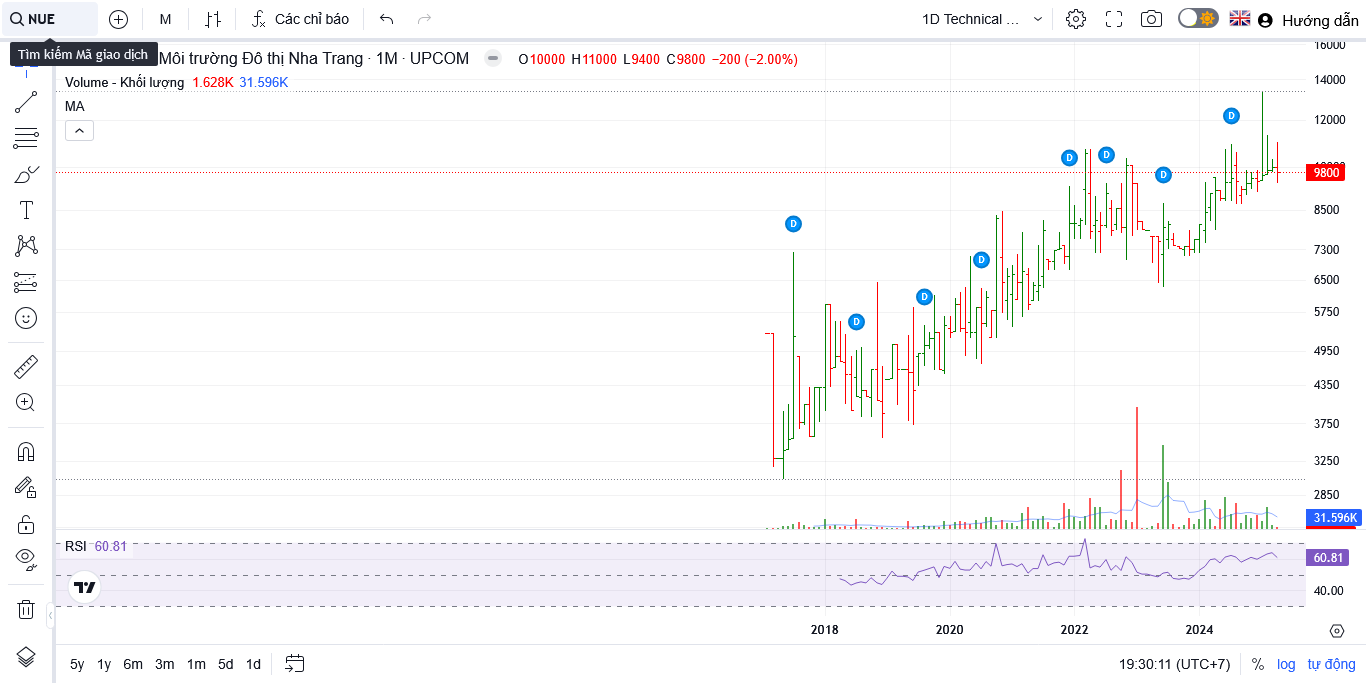 NUE M Các chỉ báo 1D Technical ... Hướng dẫn
Tìm kiếm Mã giao dịch
Môi trường Đô thị Nha Trang · 1M · UPCOM O10000 H11000 L9400 C9800 −200 (−2.00%)
Volume - Khối lượng 1.628K 31.596K
MA
16000
14000
12000
9800
8500
7300
6500
5750
4950
4350
3750
3250
2850
31.596K
D
D
D
D
D
D
D
D
D
RSI 60.81
60.81
40.00
2018 2020 2022 2024
5y 1y 6m 3m 1m 5d 1d 19:30:11 (UTC+7) % log tự động